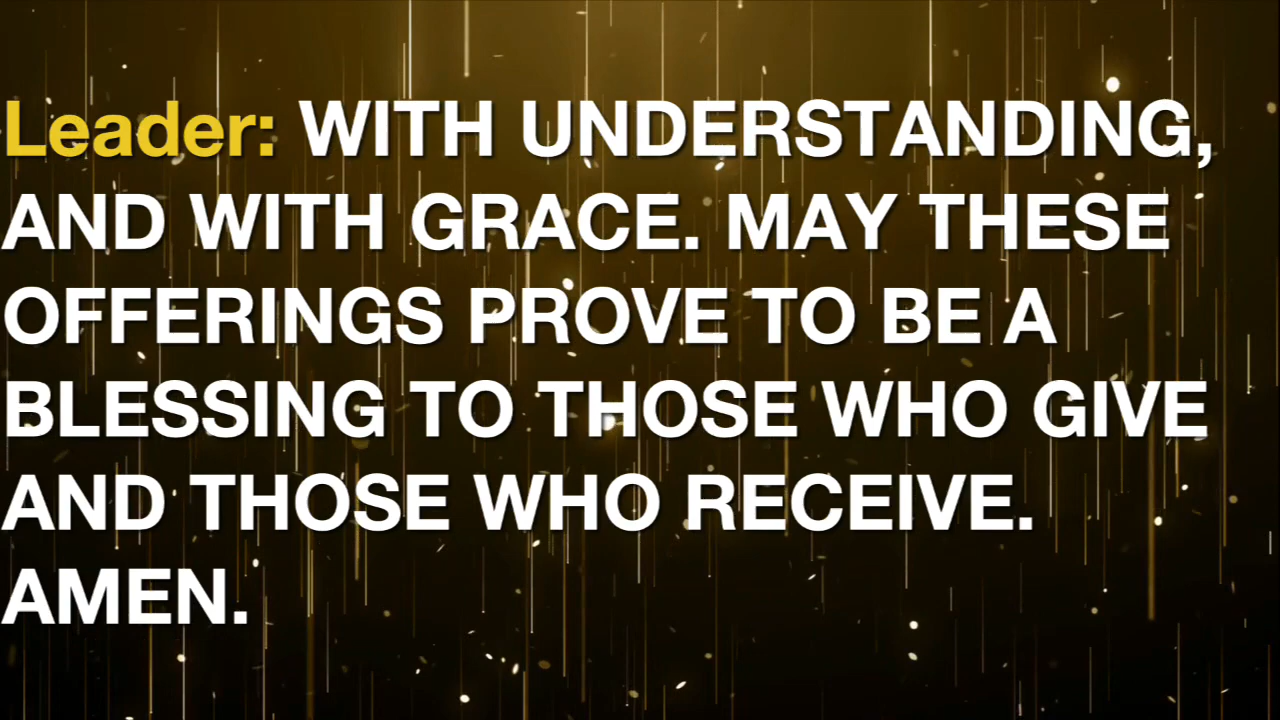 Leader: WITH UNDERSTANDING,
AND WITH GRACE. MAY THESE
OFFERINGS PROVE TO BE A
BLESSING TO THOSE WHO GIVE
AND THOSE WHO RECEIVE.
AMEN.